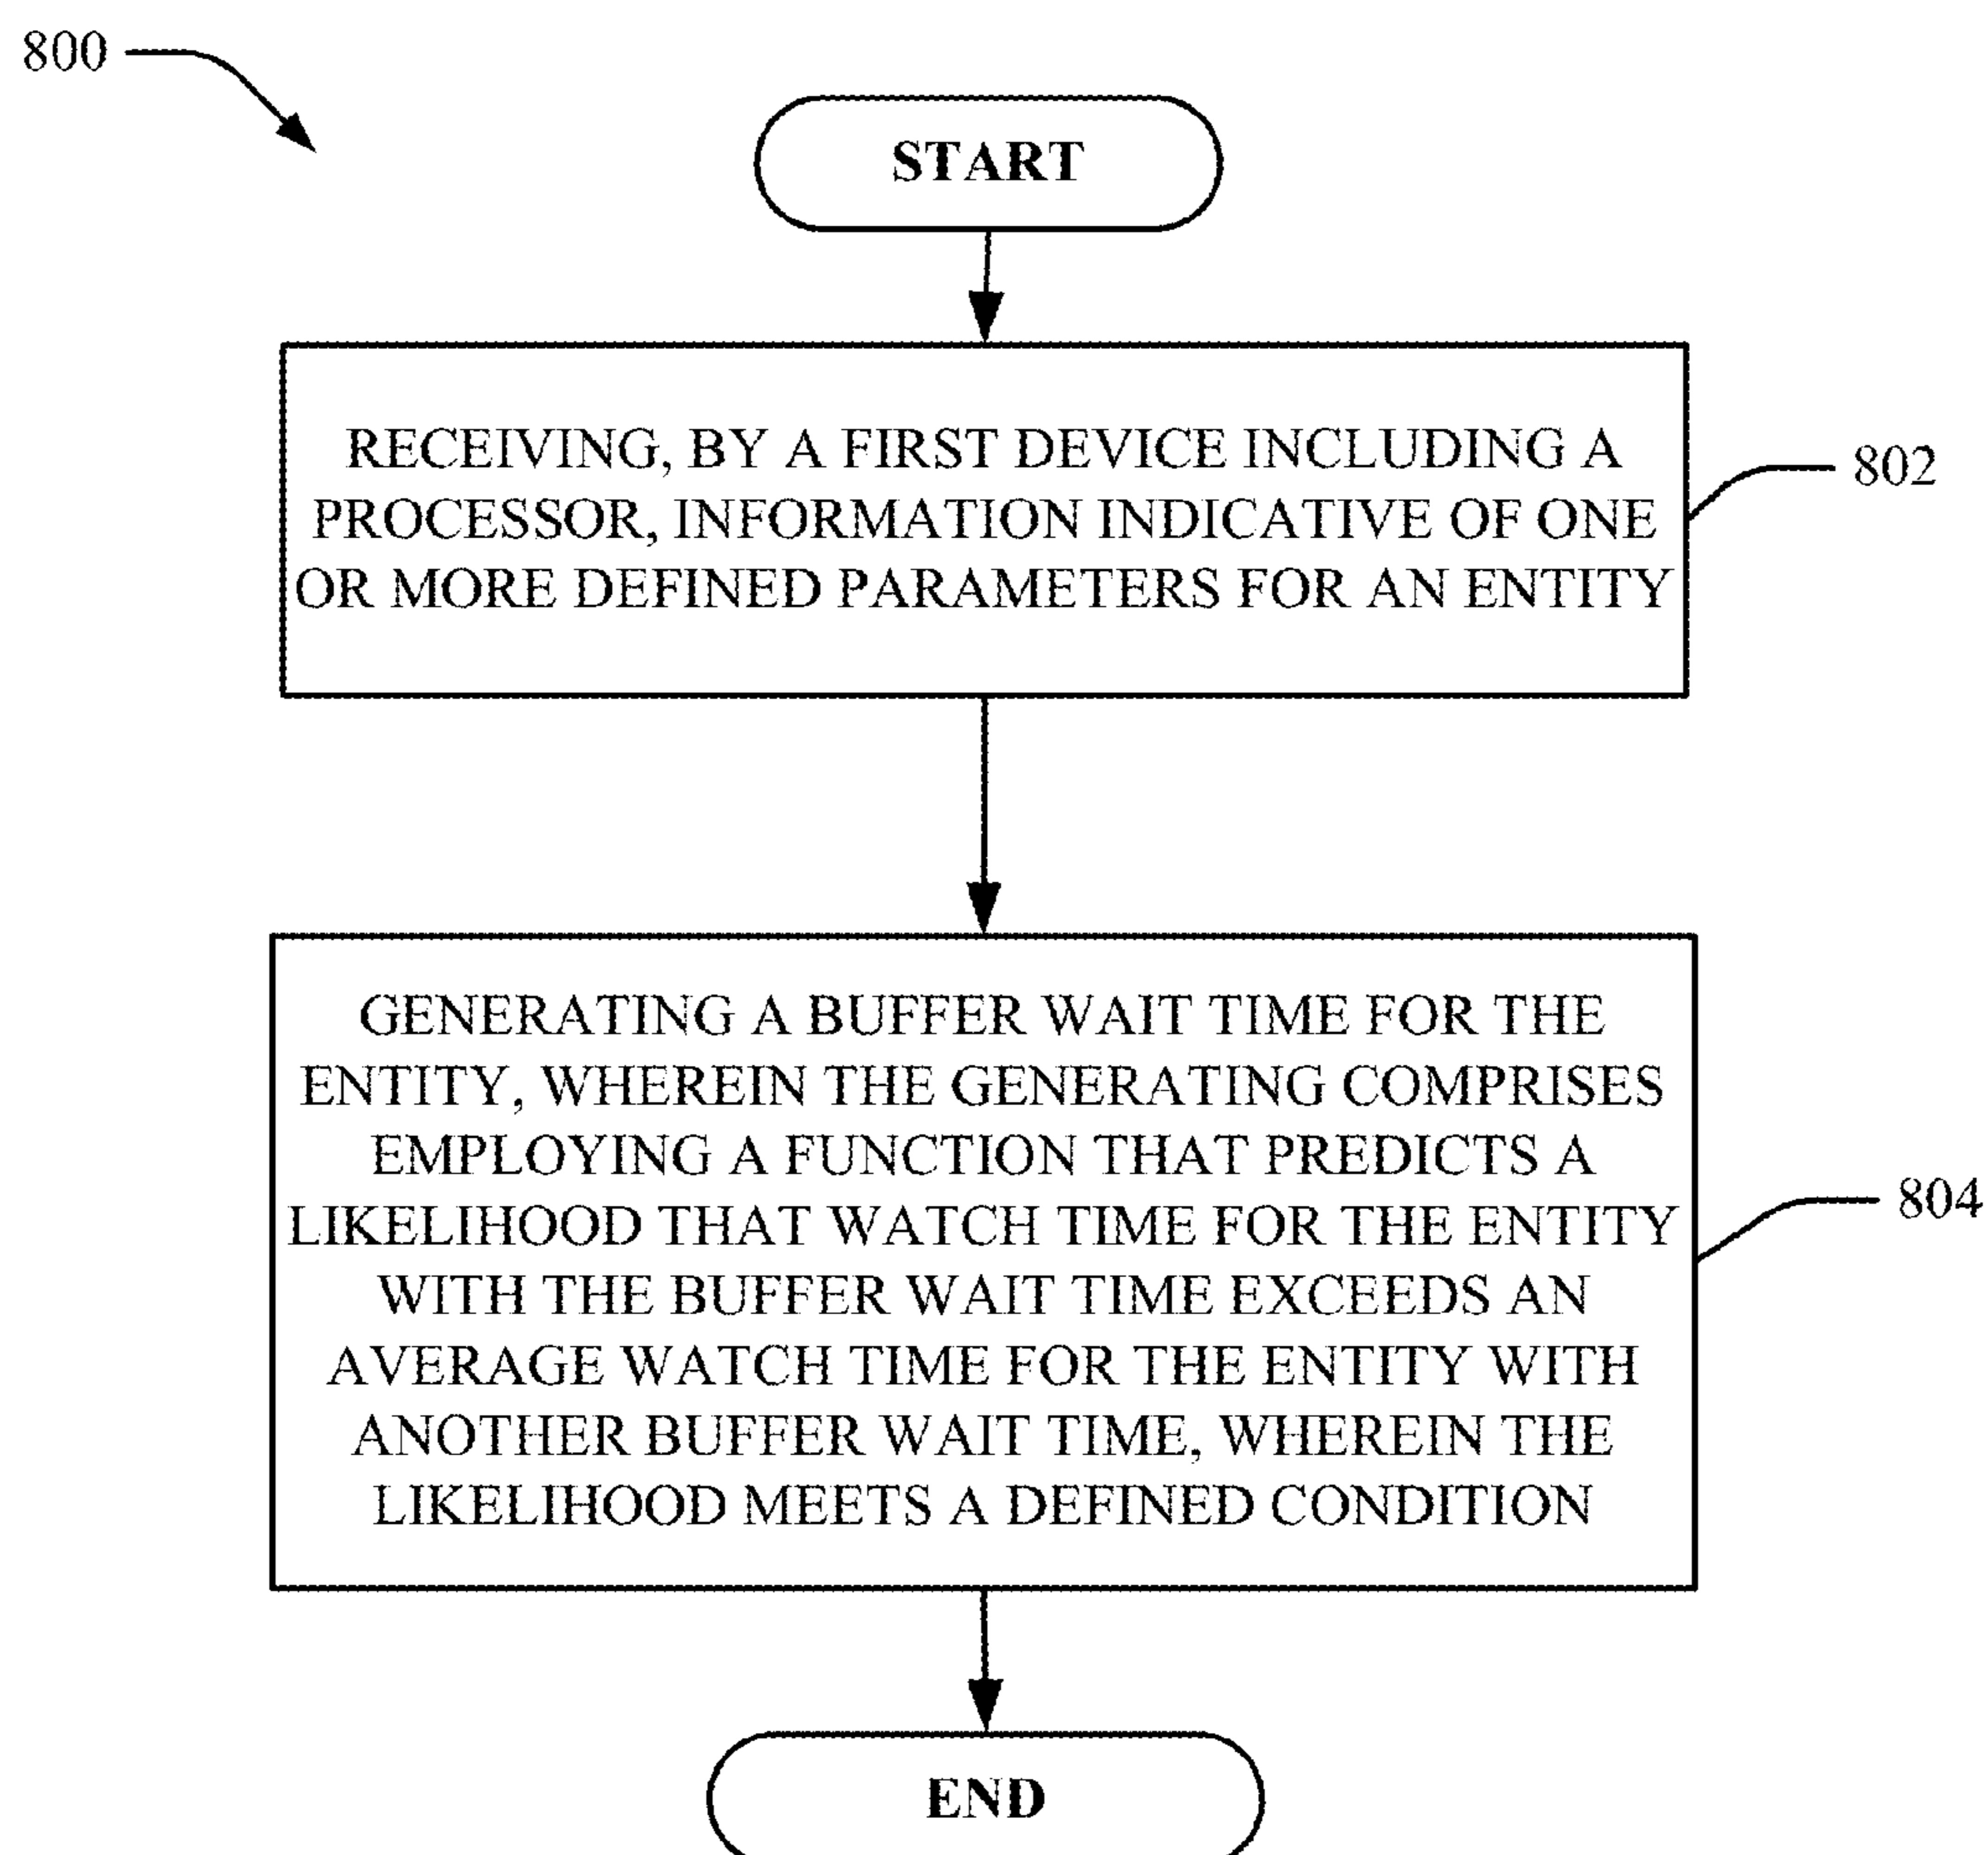 800
START
RECEIVING, BY A FIRST DEVICE INCLUDING A
PROCESSOR, INFORMATION INDICATIVE OF ONE
OR MORE DEFINED PARAMETERS FOR AN ENTITY
802
GENERATING A BUFFER WAIT TIME FOR THE
ENTITY, WHEREIN THE GENERATING COMPRISES
EMPLOYING A FUNCTION THAT PREDICTS A
LIKELIHOOD THAT WATCH TIME FOR THE ENTITY
WITH THE BUFFER WAIT TIME EXCEEDS AN
AVERAGE WATCH TIME FOR THE ENTITY WITH
ANOTHER BUFFER WAIT TIME, WHEREIN THE
LIKELIHOOD MEETS A DEFINED CONDITION
804
END